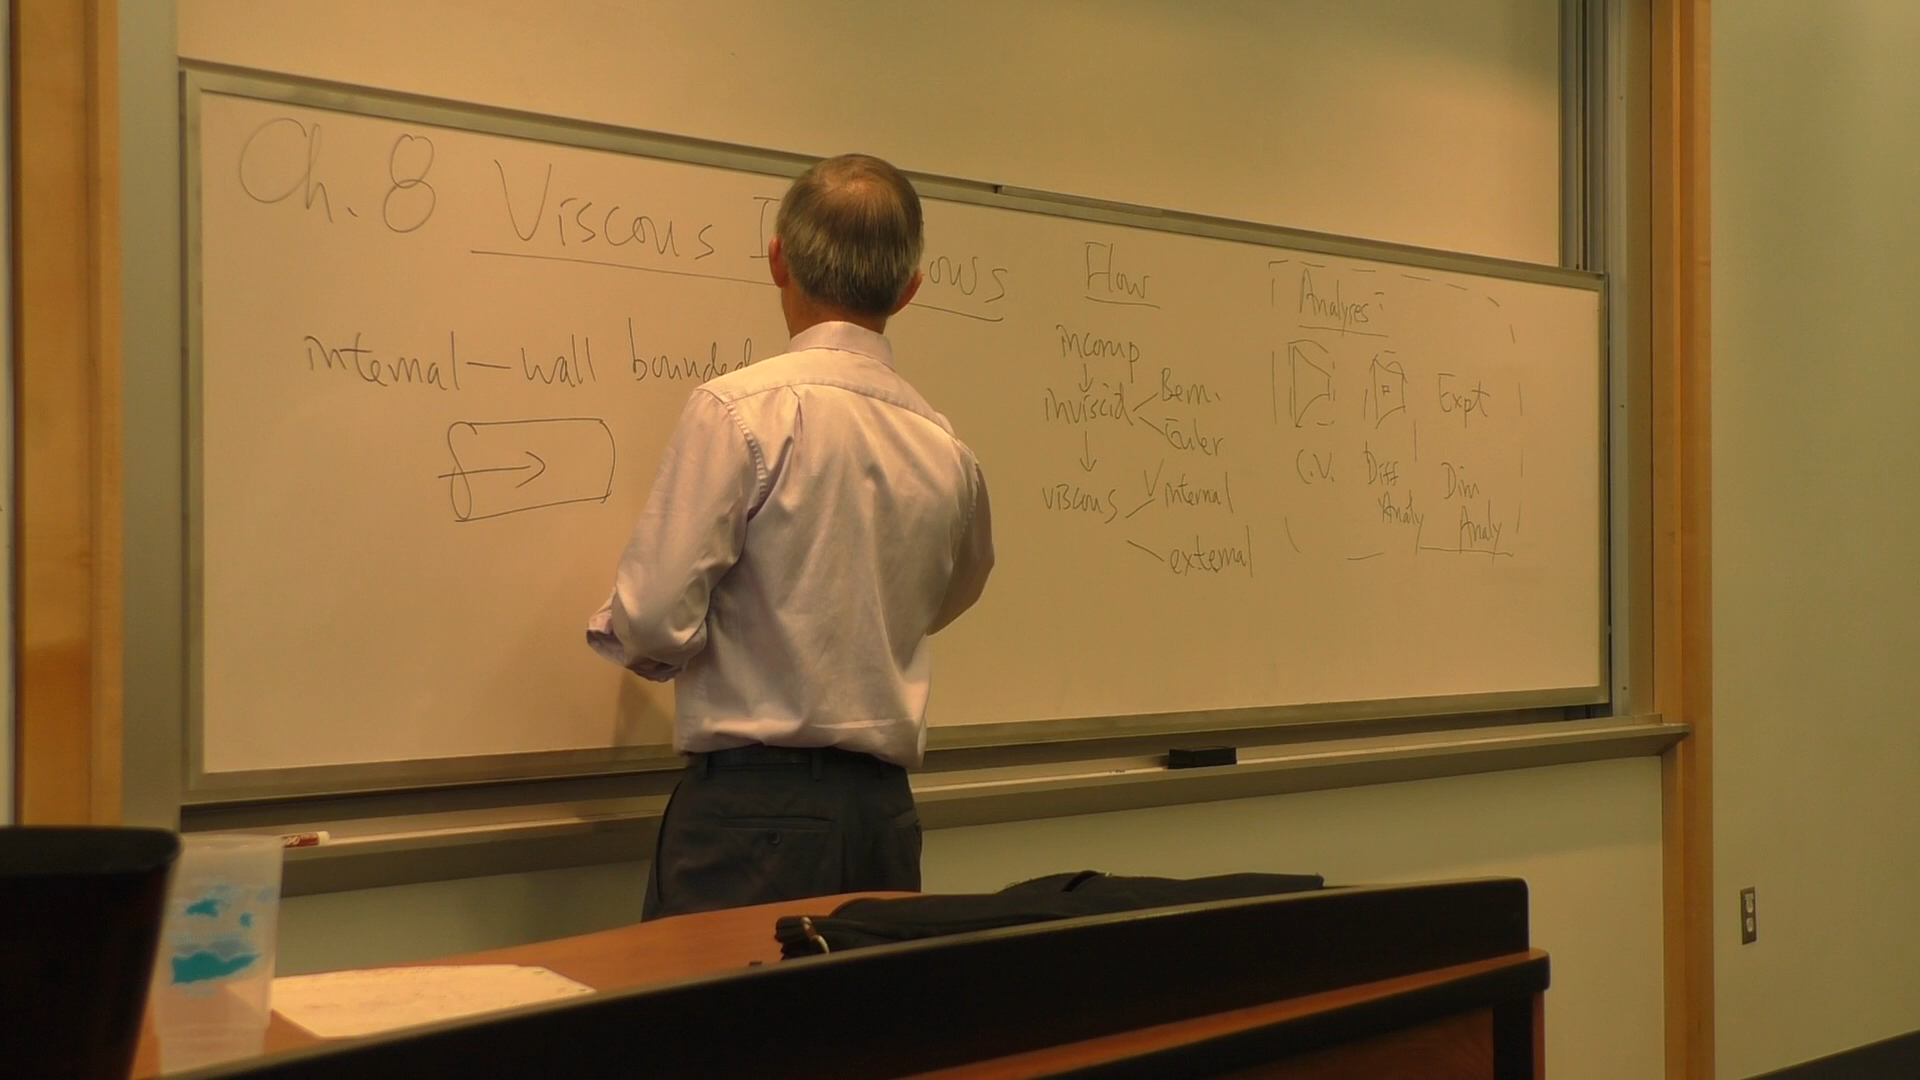 Ch. 8 Viscous I ows
internal - wall bounded
Flow
incomp
inviscid
Bern.
Euler
viscous
internal
external
Analyses
Expt
C.V.
Diff
Analy
Dim
Analy